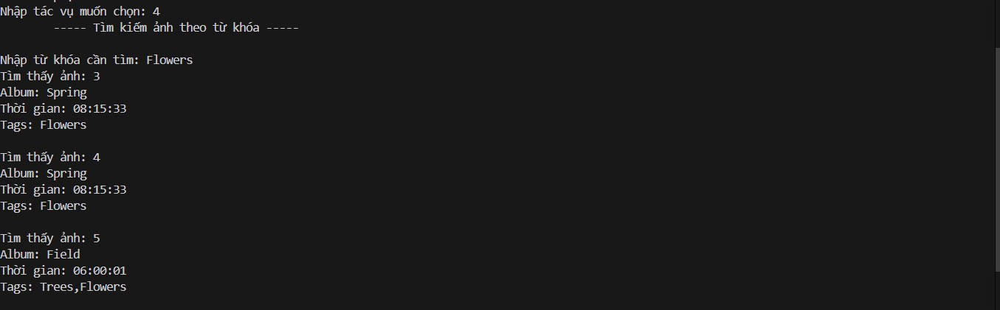 Nhập tác vụ muốn chọn: 4
----- Tìm kiếm ảnh theo từ khóa -----
Nhập từ khóa cần tìm: Flowers
Tìm thấy ảnh: 3
Album: Spring
Thời gian: 08:15:33
Tags: Flowers
Tìm thấy ảnh: 4
Album: Spring
Thời gian: 08:15:33
Tags: Flowers
Tìm thấy ảnh: 5
Album: Field
Thời gian: 06:00:01
Tags: Trees,Flowers